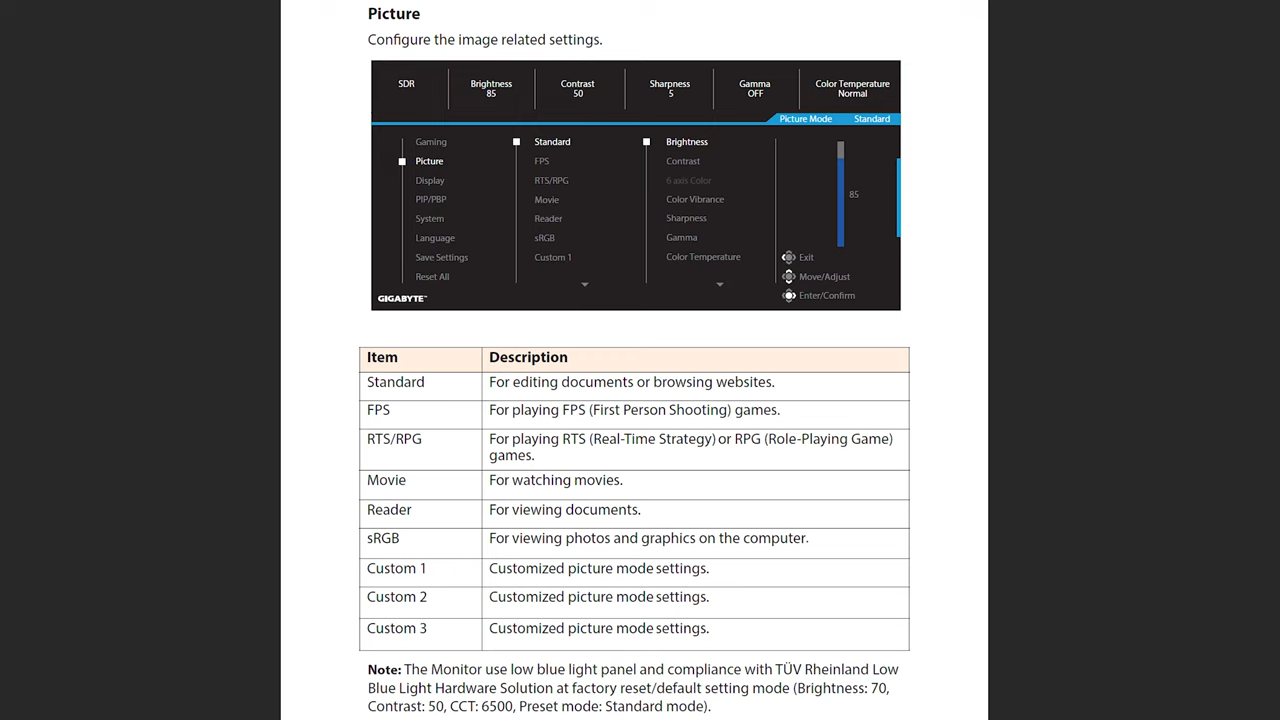 Picture
Configure the image related settings.
SDR
Brightness
85
Contrast
50
Sharpness
5
Gamma
OFF
Color Temperature
Normal
Picture Mode Standard
Gaming
Picture
Display
PIP/PBP
System
Language
Save Settings
Reset All
Standard
FPS
RTS/RPG
Movie
Reader
sRGB
Custom 1
Brightness
Contrast
6 axis Color
Color Vibrance
Sharpness
Gamma
Color Temperature
85
Exit
Move/Adjust
Enter/Confirm
GIGABYTE™
Item Description
Standard For editing documents or browsing websites.
FPS For playing FPS (First Person Shooting) games.
RTS/RPG For playing RTS (Real-Time Strategy) or RPG (Role-Playing Game)
games.
Movie For watching movies.
Reader For viewing documents.
sRGB For viewing photos and graphics on the computer.
Custom 1 Customized picture mode settings.
Custom 2 Customized picture mode settings.
Custom 3 Customized picture mode settings.
Note: The Monitor use low blue light panel and compliance with TÜV Rheinland Low
Blue Light Hardware Solution at factory reset/default setting mode (Brightness: 70,
Contrast: 50, CCT: 6500, Preset mode: Standard mode).